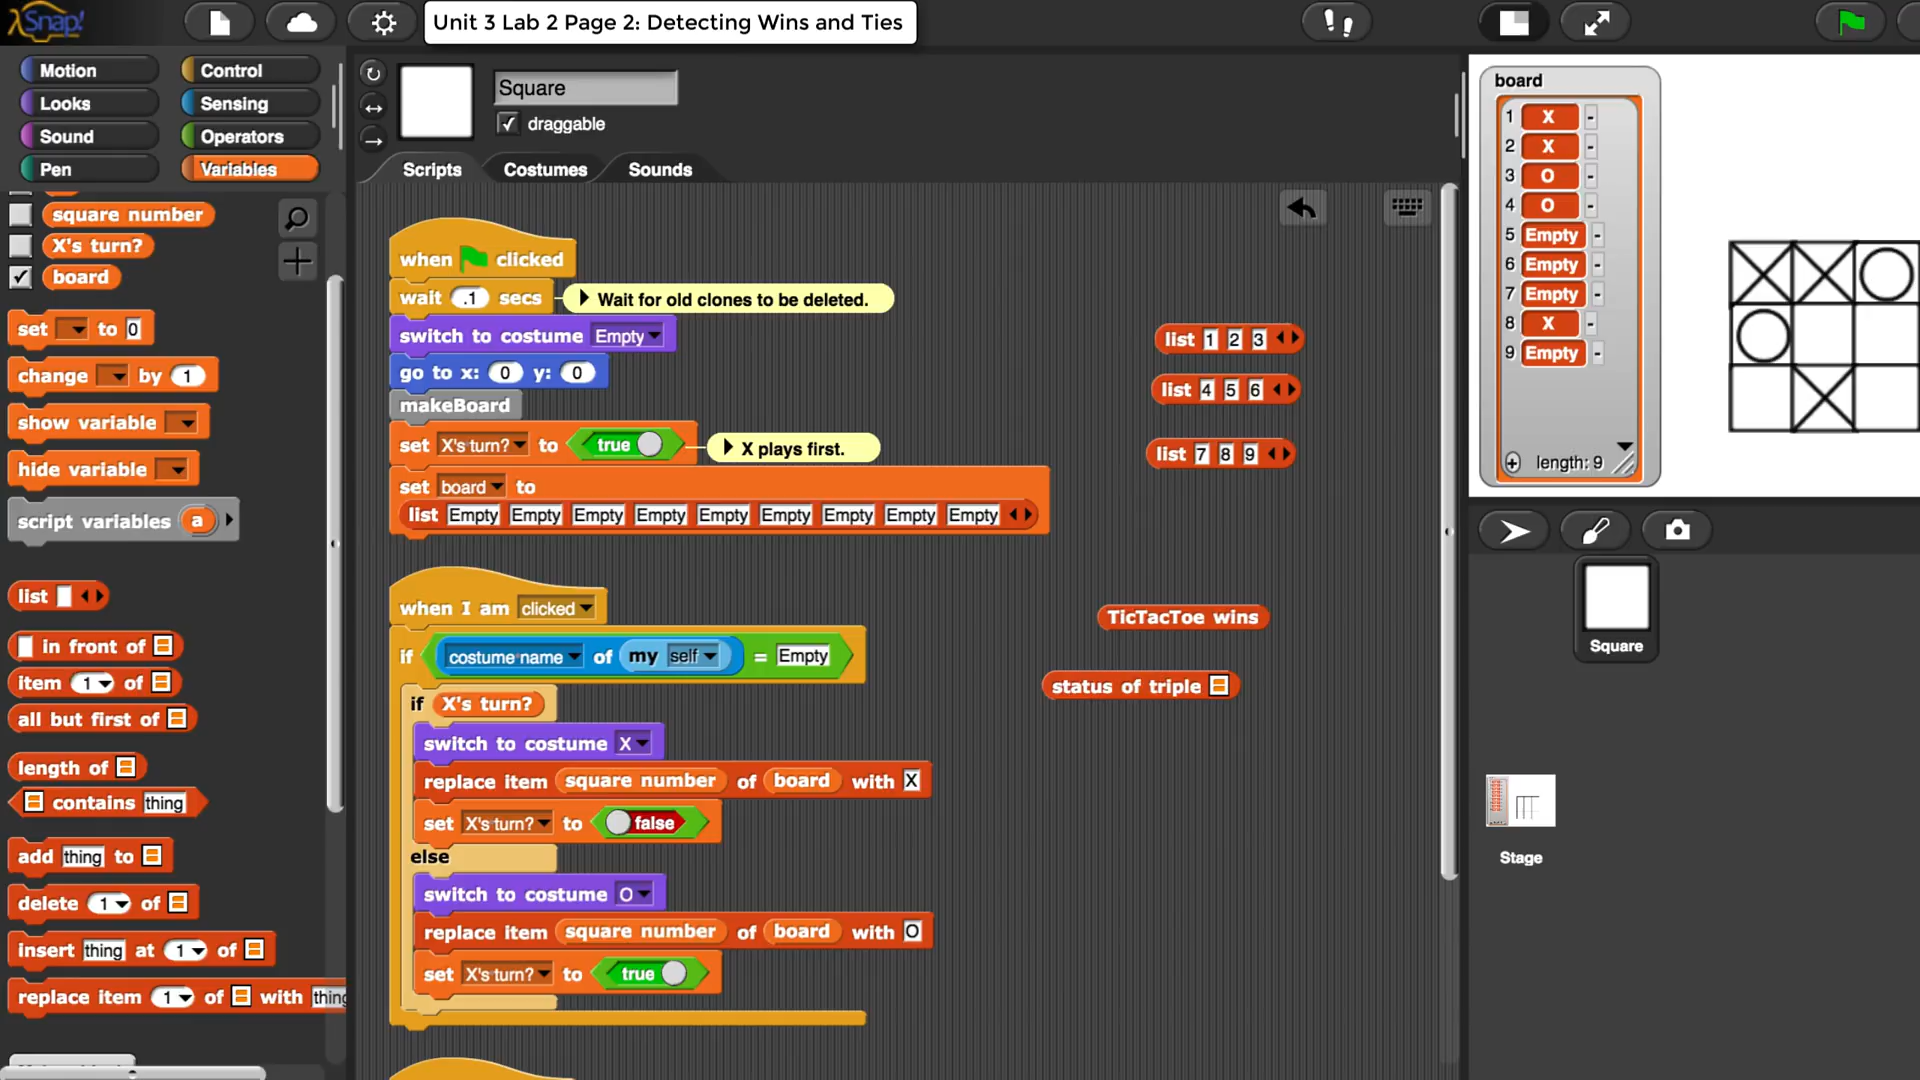 Snap!
Unit 3 Lab 2 Page 2: Detecting Wins and Ties
Motion
Control
Looks
Sensing
Sound
Operators
Pen
Variables
square number
X's turn?
board
set to 0
change by 1
show variable
hide variable
script variables a
list
in front of
item 1 of
all but first of
length of
contains thing
add thing to
delete 1 of
insert thing at 1 of
replace item 1 of with thing
Square
draggable
Scripts
Costumes
Sounds
when clicked
wait .1 secs
Wait for old clones to be deleted.
switch to costume Empty
go to x: 0 y: 0
makeBoard
set X's turn? to true
X plays first.
set board to
list Empty Empty Empty Empty Empty Empty Empty Empty Empty
when I am clicked
if costume name of my self = Empty
if X's turn?
switch to costume X
replace item square number of board with X
set X's turn? to false
else
switch to costume O
replace item square number of board with O
set X's turn? to true
list 1 2 3
list 4 5 6
list 7 8 9
TicTacToe wins
status of triple
board
1 X -
2 X -
3 O -
4 O -
5 Empty -
6 Empty -
7 Empty -
8 X -
9 Empty -
length: 9
Square
Stage